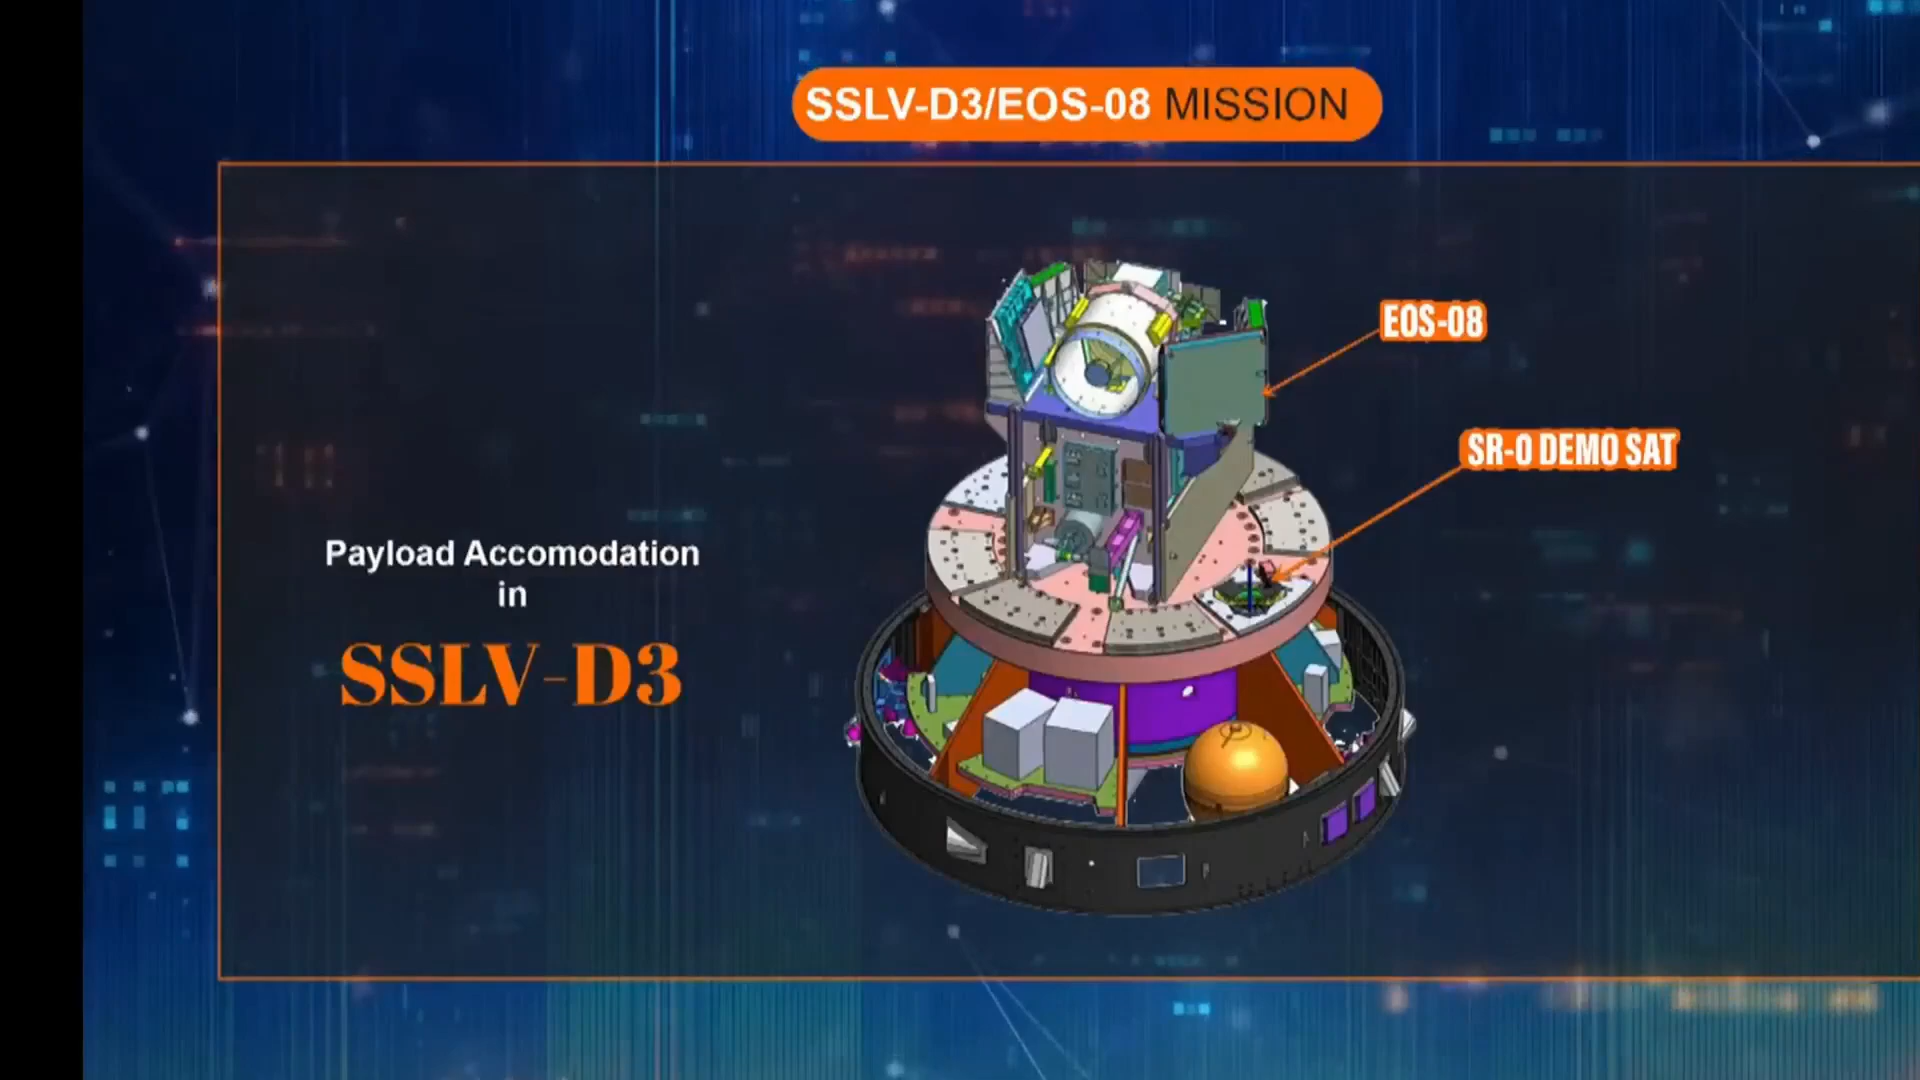 SSLV-D3/EOS-08 MISSION
EOS-08
SR-0 DEMO SAT
Payload Accomodation
in
SSLV-D3